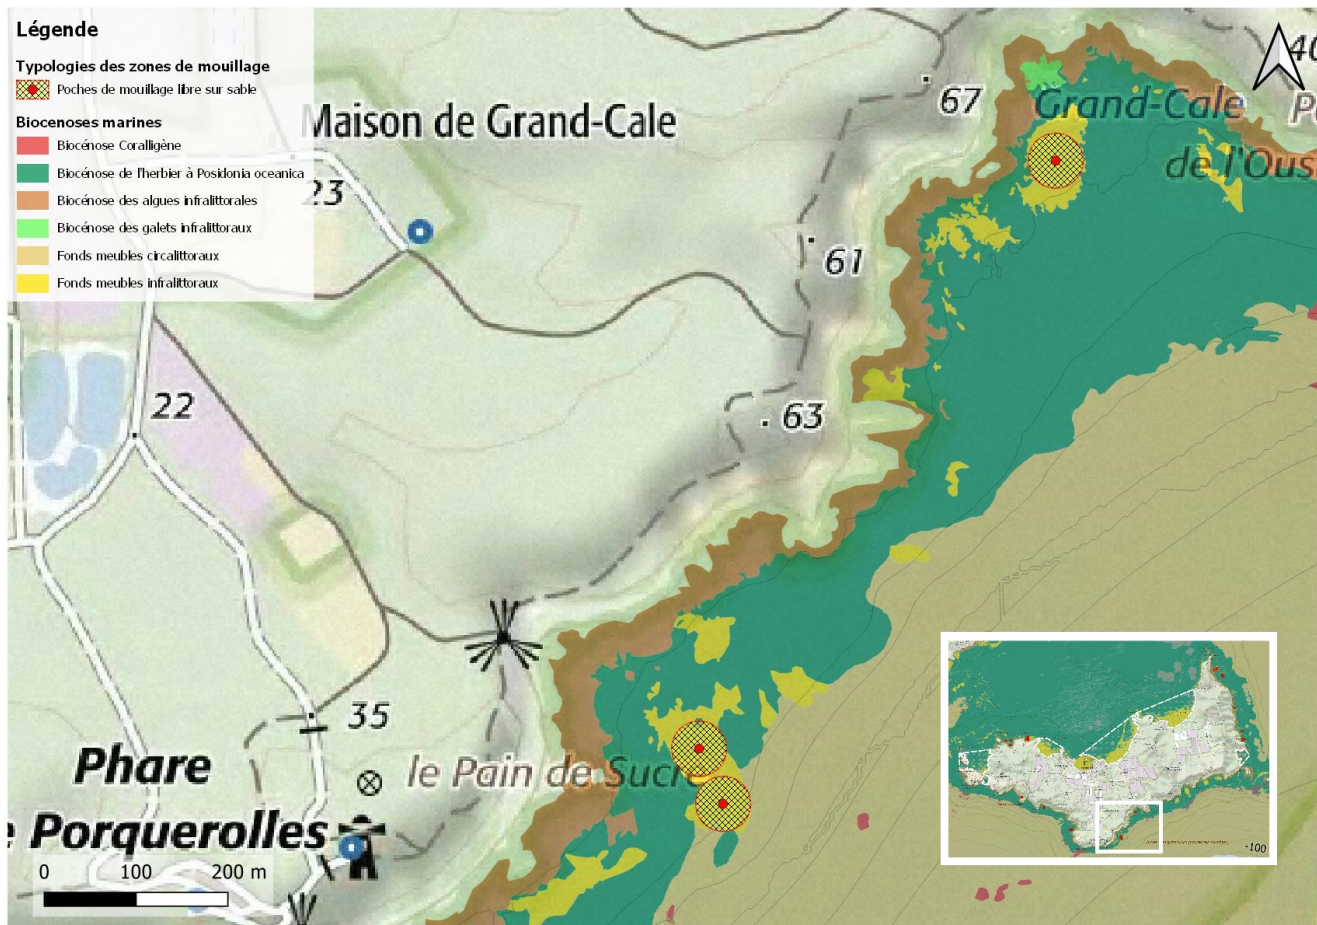 Légende
Typologies des zones de mouillage
Poches de mouillage libre sur sable
Biocenoses marines
Biocénose Coralligène
Biocénose de l'herbier à Posidonia oceanica
Biocénose des algues infralittorales
Biocénose des galets infralittoraux
Fonds meubles circalittoraux
Fonds meubles infralittoraux
40
67
Grand-Cale
Maison de Grand-Cale
de l'Ous
23
61
22
63
35
Phare
le Pain de Sucre
e Porquerolles
0 100 200 m
-100